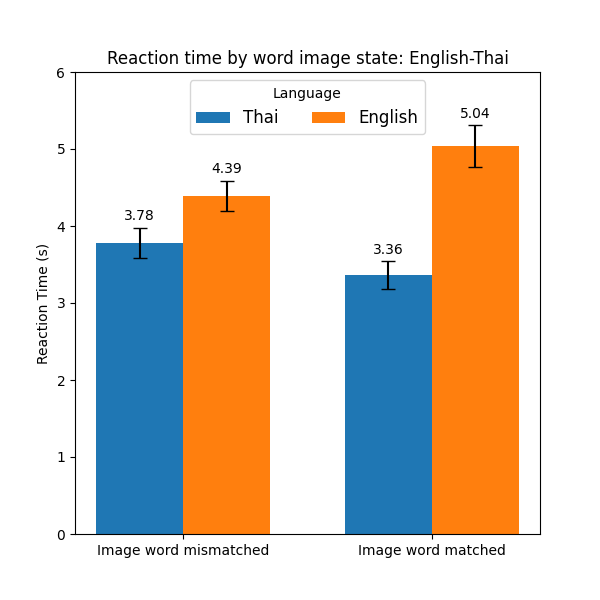 Reaction time by word image state: English-Thai
Language
Thai English
6
5
4
3
2
1
0
Reaction Time (s)
3.78
4.39
3.36
5.04
Image word mismatched Image word matched